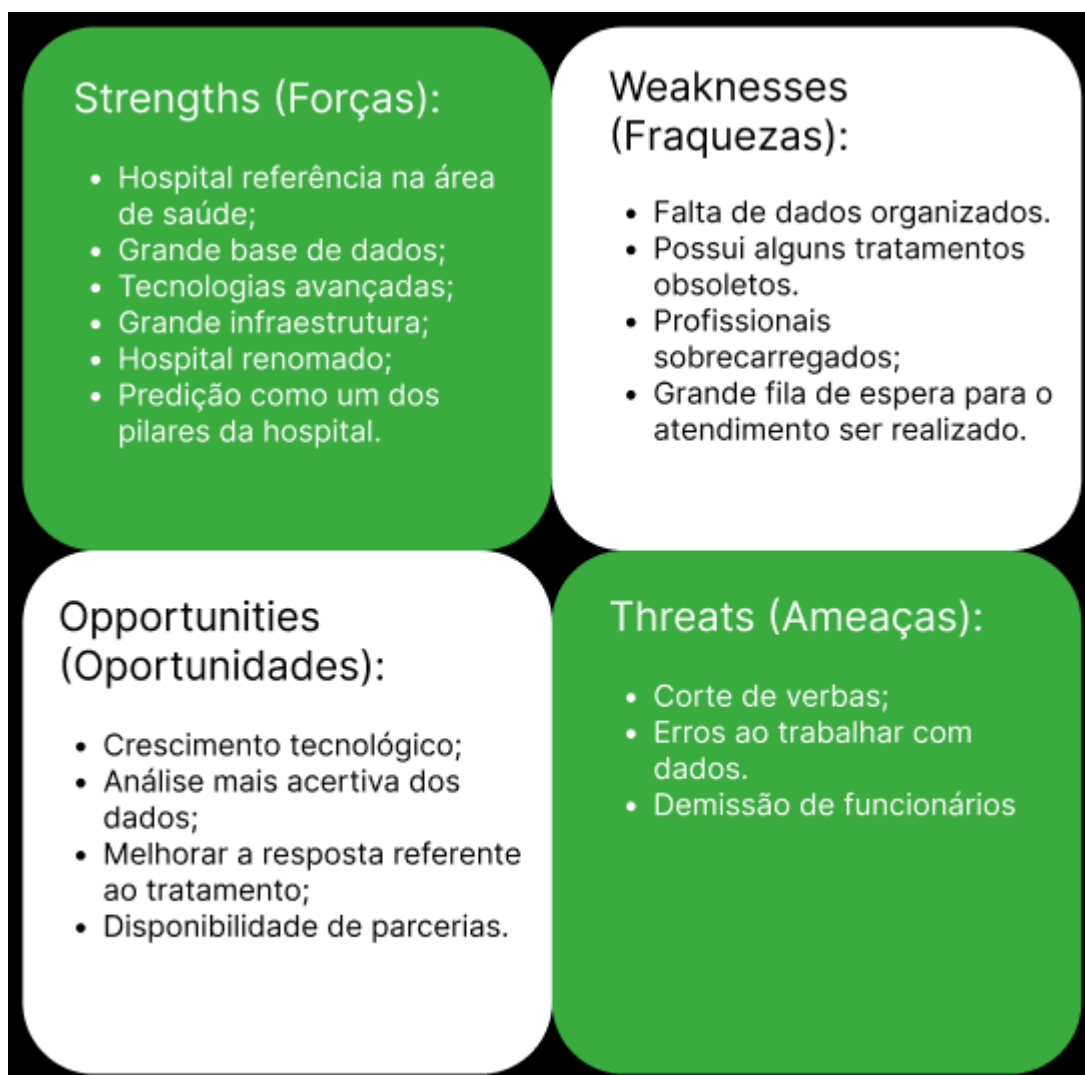 Strengths (Forças):
• Hospital referência na área
de saúde;
• Grande base de dados;
• Tecnologias avançadas;
• Grande infraestrutura;
• Hospital renomado;
• Predição como um dos
pilares da hospital.
Weaknesses
(Fraquezas):
• Falta de dados organizados.
• Possui alguns tratamentos
obsoletos.
• Profissionais
sobrecarregados;
• Grande fila de espera para o
atendimento ser realizado.
Opportunities
(Oportunidades):
• Crescimento tecnológico;
• Análise mais acertiva dos
dados;
• Melhorar a resposta referente
ao tratamento;
• Disponibilidade de parcerias.
Threats (Ameaças):
• Corte de verbas;
• Erros ao trabalhar com
dados.
• Demissão de funcionários